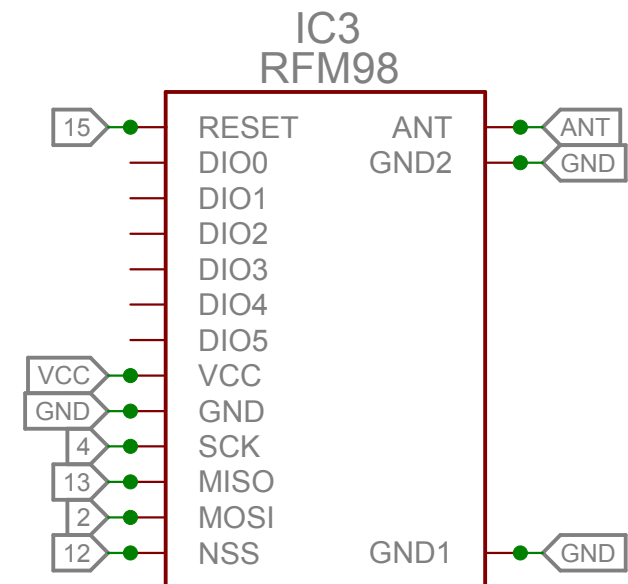 IC3
RFM98
15 RESET ANT ANT
DIO0 GND2 GND
DIO1
DIO2
DIO3
DIO4
DIO5
VCC VCC
GND GND
4 SCK
13 MISO
2 MOSI
12 NSS GND1 GND